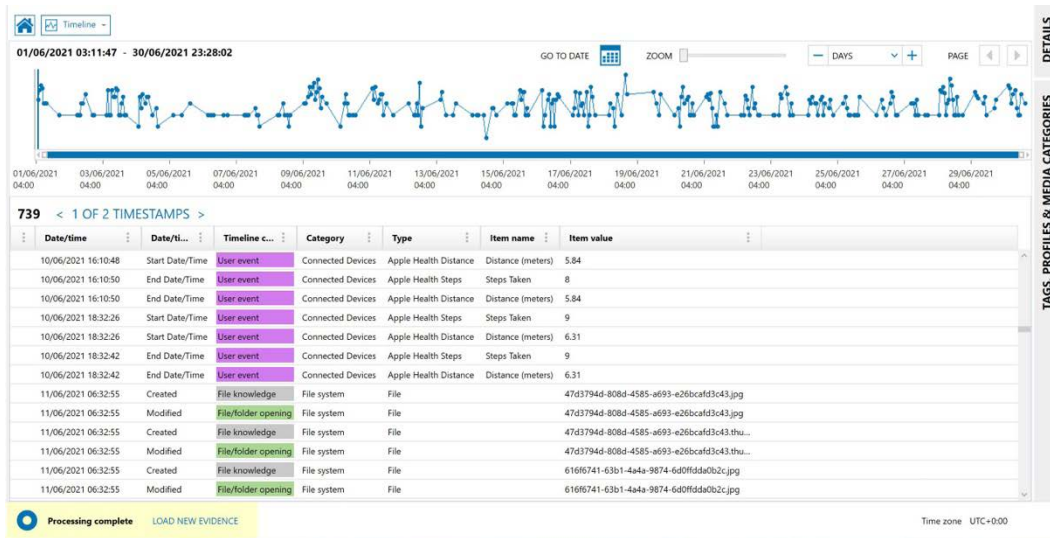 Timeline
01/06/2021 03:11:47 - 30/06/2021 23:28:02
GO TO DATE ZOOM DAYS PAGE
01/06/2021 03/06/2021 05/06/2021 07/06/2021 09/06/2021 11/06/2021 13/06/2021 15/06/2021 17/06/2021 19/06/2021 21/06/2021 23/06/2021 25/06/2021 27/06/2021 29/06/2021
04:00 04:00 04:00 04:00 04:00 04:00 04:00 04:00 04:00 04:00 04:00 04:00 04:00 04:00 04:00
739 < 1 OF 2 TIMESTAMPS >
Date/time Date/ti... Timeline c... Category Type Item name Item value
10/06/2021 16:10:48 Start Date/Time User event Connected Devices Apple Health Distance Distance (meters) 5.84
10/06/2021 16:10:50 End Date/Time User event Connected Devices Apple Health Steps Steps Taken 8
10/06/2021 16:10:50 End Date/Time User event Connected Devices Apple Health Distance Distance (meters) 5.84
10/06/2021 18:32:26 Start Date/Time User event Connected Devices Apple Health Distance Steps Taken 9
10/06/2021 18:32:26 Start Date/Time User event Connected Devices Apple Health Distance Distance (meters) 6.31
10/06/2021 18:32:42 End Date/Time User event Connected Devices Apple Health Steps Steps Taken 9
10/06/2021 18:32:42 End Date/Time User event Connected Devices Apple Health Distance Distance (meters) 6.31
11/06/2021 06:32:55 Created File knowledge File system File 47d3794d-808d-4585-a693-e26bcafd3c43.jpg
11/06/2021 06:32:55 Modified File/folder opening File system File 47d3794d-808d-4585-a693-e26bcafd3c43.jpg
11/06/2021 06:32:55 Created File knowledge File system File 47d3794d-808d-4585-a693-e26bcafd3c43.thu...
11/06/2021 06:32:55 Modified File/folder opening File system File 47d3794d-808d-4585-a693-e26bcafd3c43.thu...
11/06/2021 06:32:55 Created File knowledge File system File 616f6741-63b1-4a4a-9874-6d0ffdda0b2c.jpg
11/06/2021 06:32:55 Modified File/folder opening File system File 616f6741-63b1-4a4a-9874-6d0ffdda0b2c.jpg
Processing complete LOAD NEW EVIDENCE Time zone UTC+0:00
DETAILS
TAGS, PROFILES & MEDIA CATEGORIES